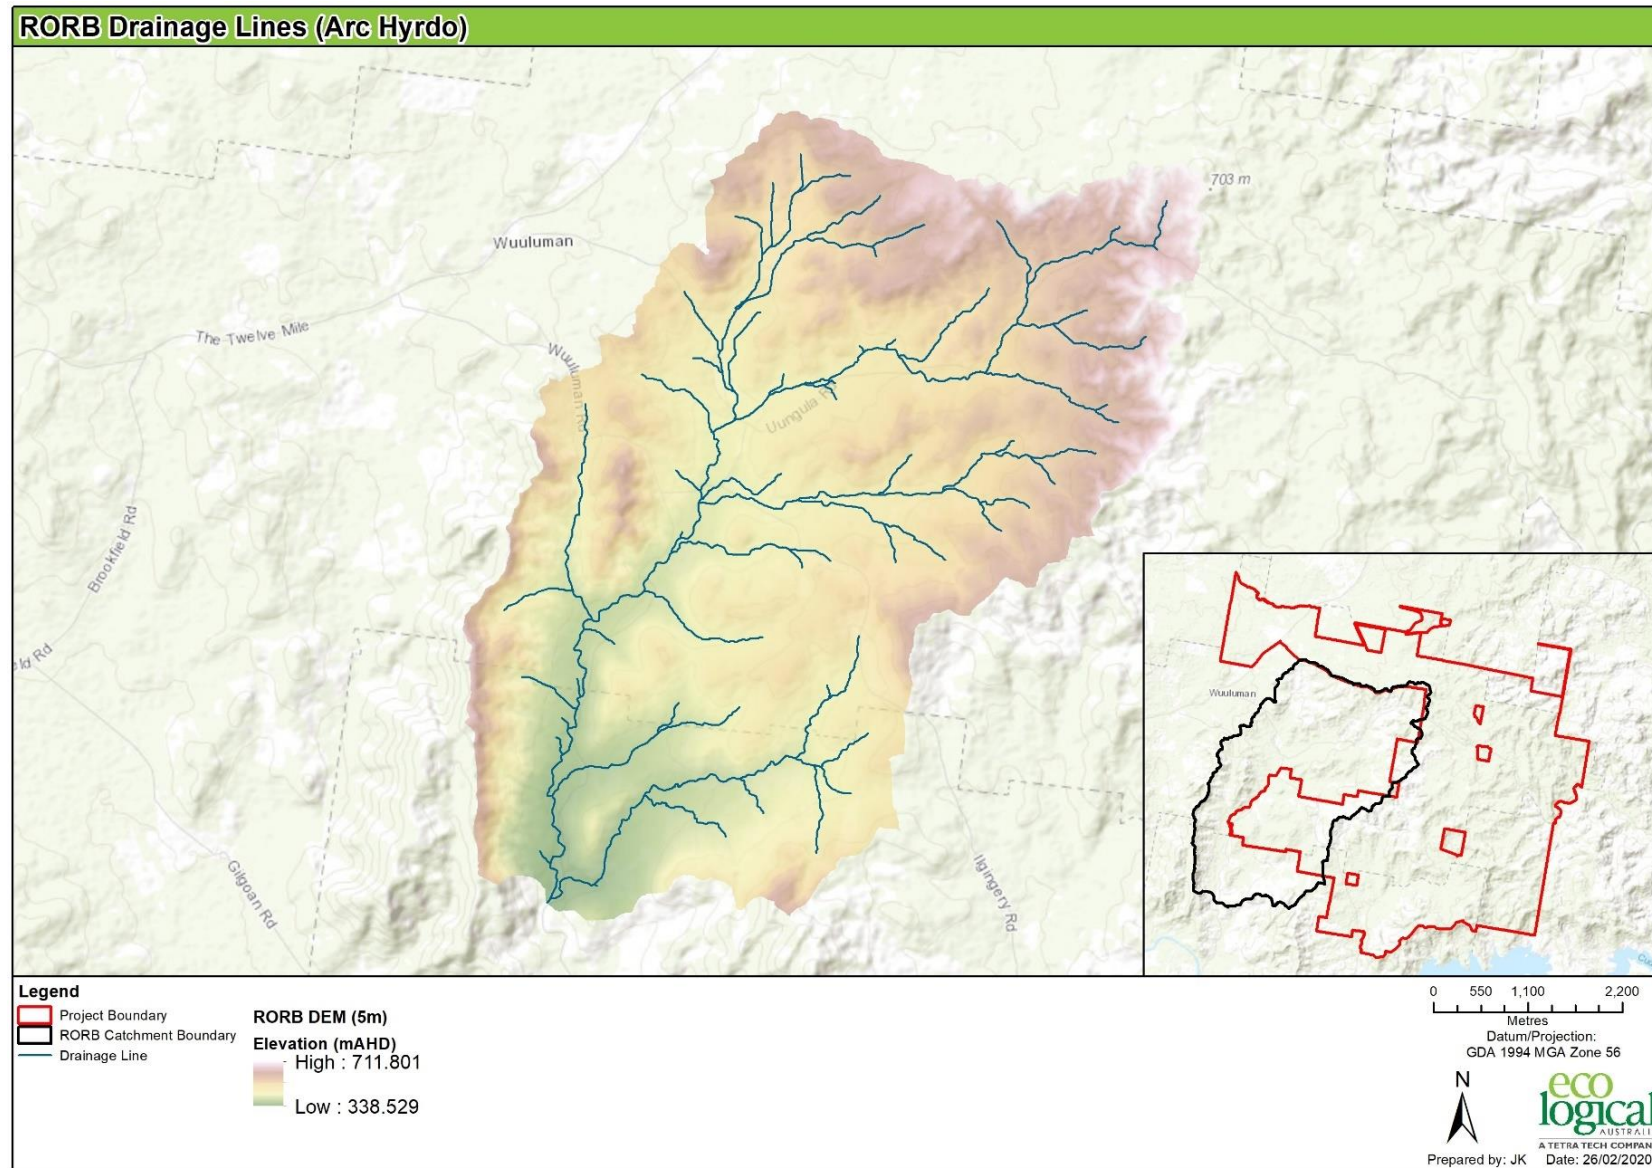 RORB Drainage Lines (Arc Hyrdo)
703 m
Wuuluman
The Twelve Mile
Wuuluman Rd
Uungula
Brookfield Rd
Rd
Gilgoan Rd
Ilgingery Rd
Wuuluman
Legend
Project Boundary
RORB Catchment Boundary
Drainage Line
RORB DEM (5m)
Elevation (mAHD)
High : 711.801
Low : 338.529
0 550 1,100 2,200
Metres
Datum/Projection:
GDA 1994 MGA Zone 56
N
eco
logical
AUSTRALIA
A TETRA TECH COMPAN
Prepared by: JK Date: 26/02/2020